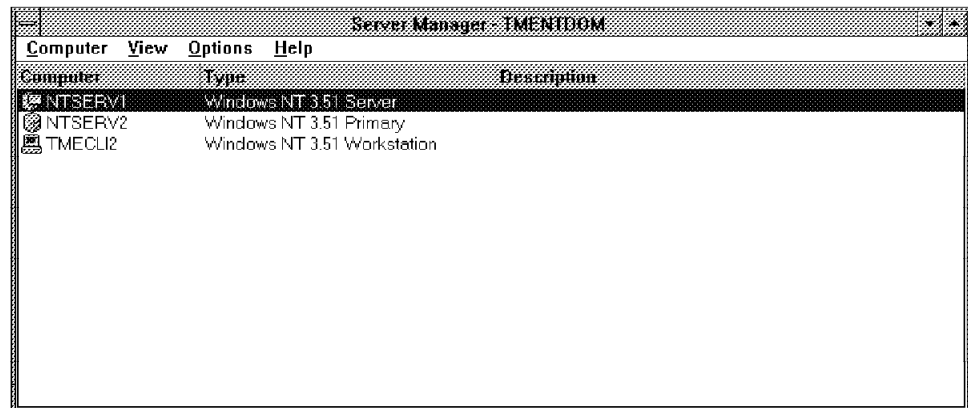 Server Manager - TMENTDOM
Computer View Options Help
Computer Type Description
NTSERV1 Windows NT 3.51 Server
NTSERV2 Windows NT 3.51 Primary
TMECLI2 Windows NT 3.51 Workstation